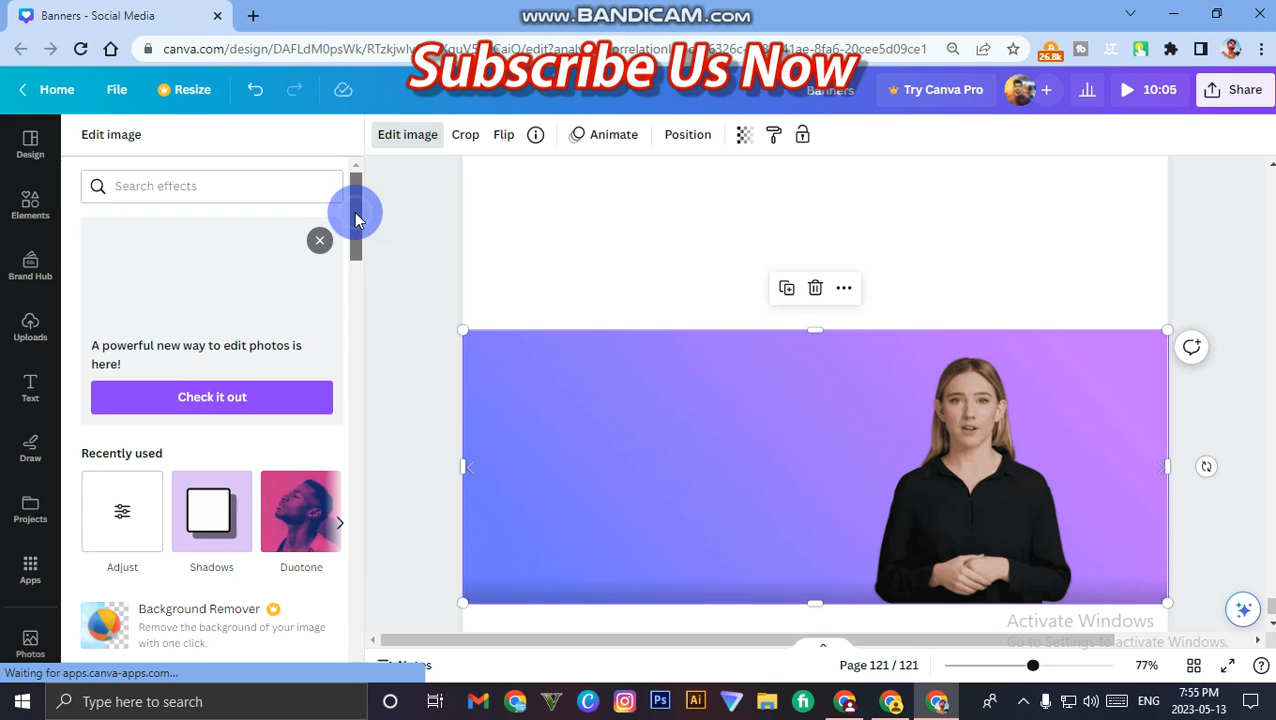 www.BANDICAM.com
Banners - Social Media
canva.com/design/DAFLdM0psWk/
Subscribe Us Now
Home
File
Resize
Banners
Try Canva Pro
10:05
Share
Design
Elements
Brand Hub
Uploads
Text
Draw
Projects
Apps
Photos
Edit image
Search effects
A powerful new way to edit photos is
here!
Check it out
Recently used
Adjust
Shadows
Duotone
Background Remover
Remove the background of your
image with one click.
Edit image
Crop
Flip
Animate
Position
Activate Windows
Go to Settings to activate Windows.
Waiting for apps.canva-apps.com...
Notes
Page 121 / 121
77%
Type here to search
ENG
7:55 PM
2023-05-13
26.8k